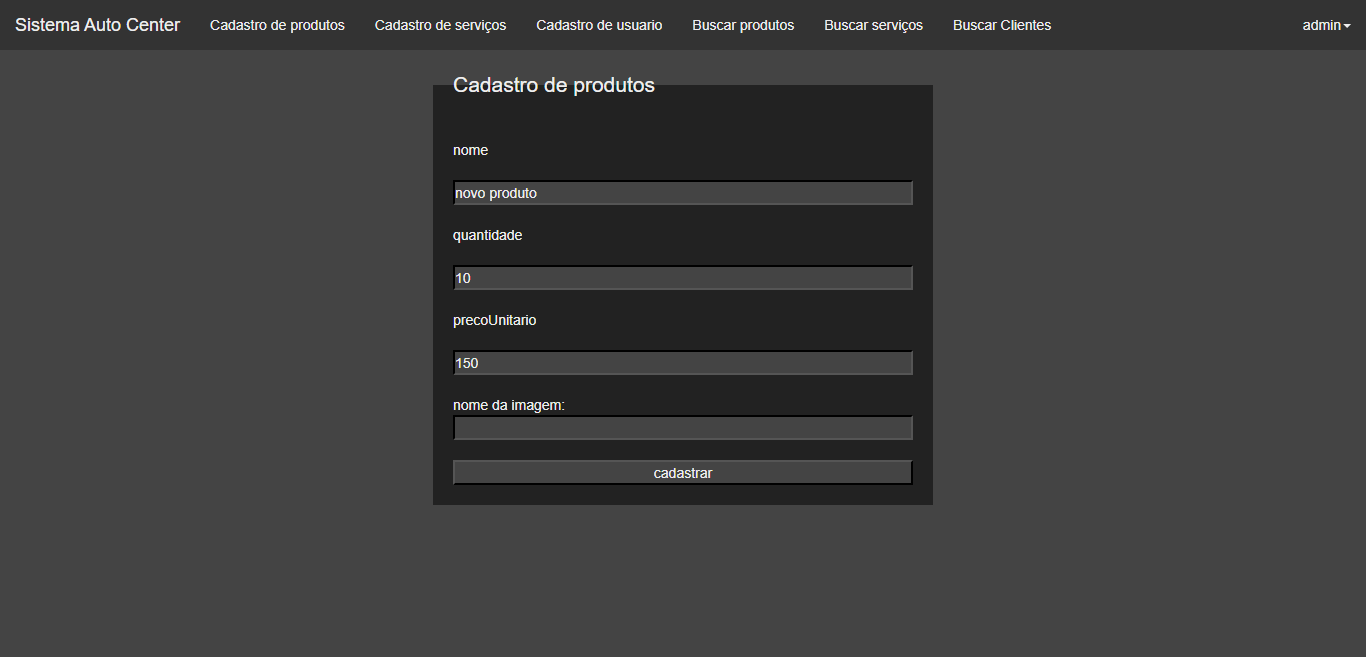 Sistema Auto Center Cadastro de produtos Cadastro de serviços Cadastro de usuario Buscar produtos Buscar serviços Buscar Clientes admin
Cadastro de produtos
nome
novo produto
quantidade
10
precoUnitario
150
nome da imagem:
cadastrar